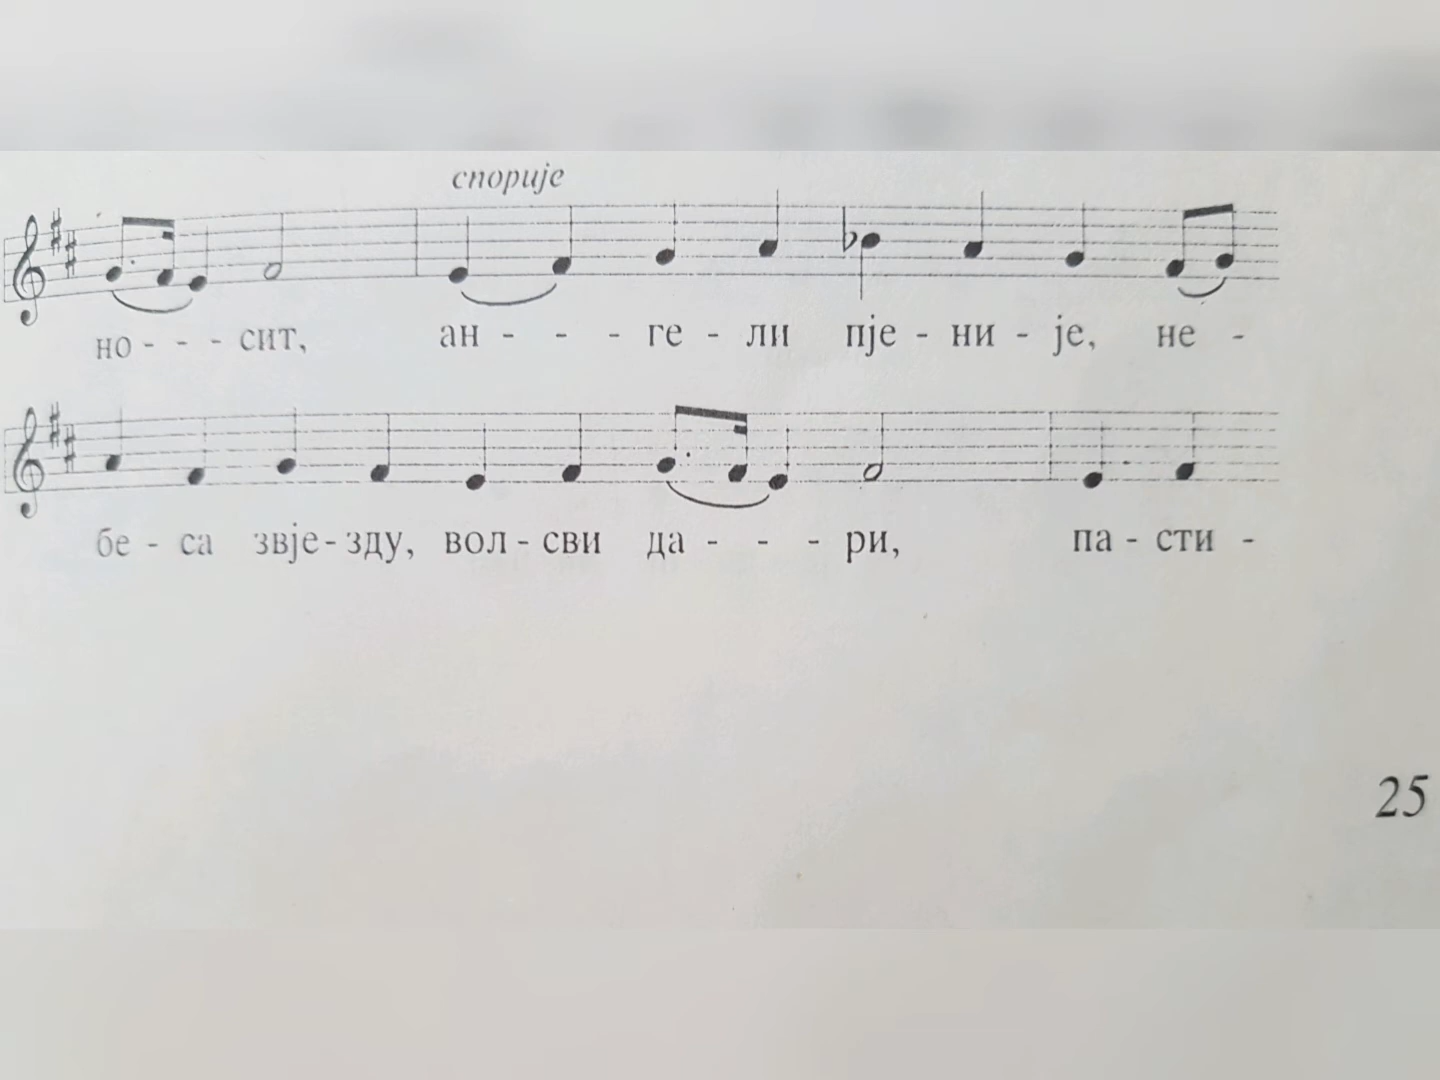 спорије
но - - - сит, ан - - - ге - ли пје - ни - је, не -
бе - са звје - зду, вол - сви да - - - ри, па - сти -
25